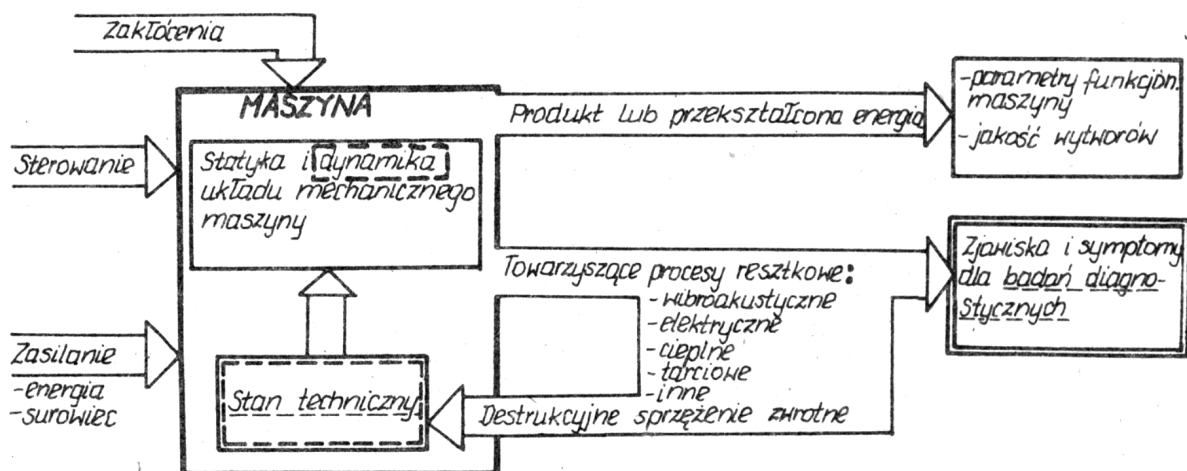 Zakłócenia
MASZYNA
Sterowanie
Statyka i dynamika
układu mechanicznego
maszyny
Zasilanie
-energia
-surowiec
Stan techniczny
Produkt lub przekształcona energia
-parametry funkcjon.
maszyny
-jakość wytworów
Towarzyszące procesy resztkowe:
-wibroakustyczne
-elektryczne
-cieplne
-tarciowe
-inne
Destrukcyjne sprzężenie zwrotne
Zjawiska i symptomy
dla badań diagno-
stycznych